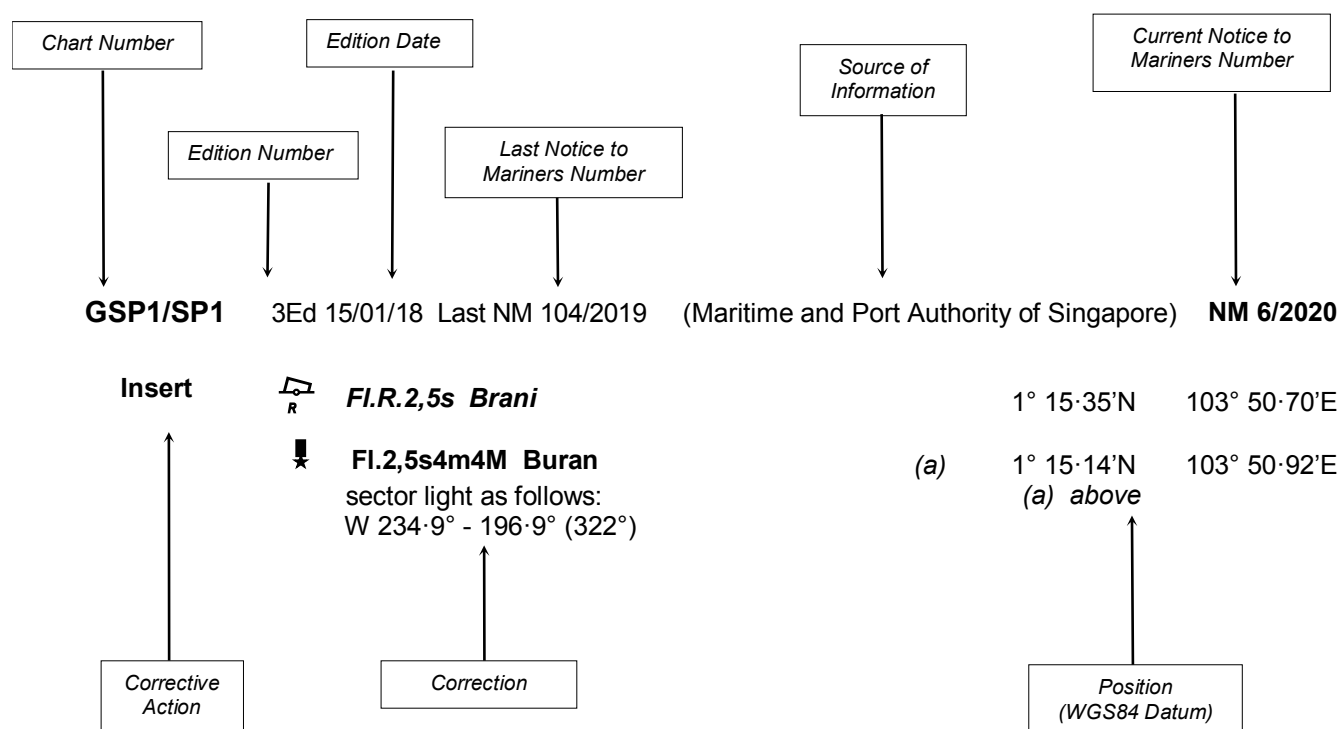 Chart Number
Edition Date
Source of
Information
Current Notice to
Mariners Number
Edition Number
Last Notice to
Mariners Number
GSP1/SP1 3Ed 15/01/18 Last NM 104/2019 (Maritime and Port Authority of Singapore) NM 6/2020
Insert R Fl.R.2,5s Brani 1° 15·35’N 103° 50·70’E
Fl.2,5s4m4M Buran (a) 1° 15·14’N 103° 50·92’E
sector light as follows: (a) above
W 234·9° - 196·9° (322°)
Corrective
Action
Correction
Position
(WGS84 Datum)